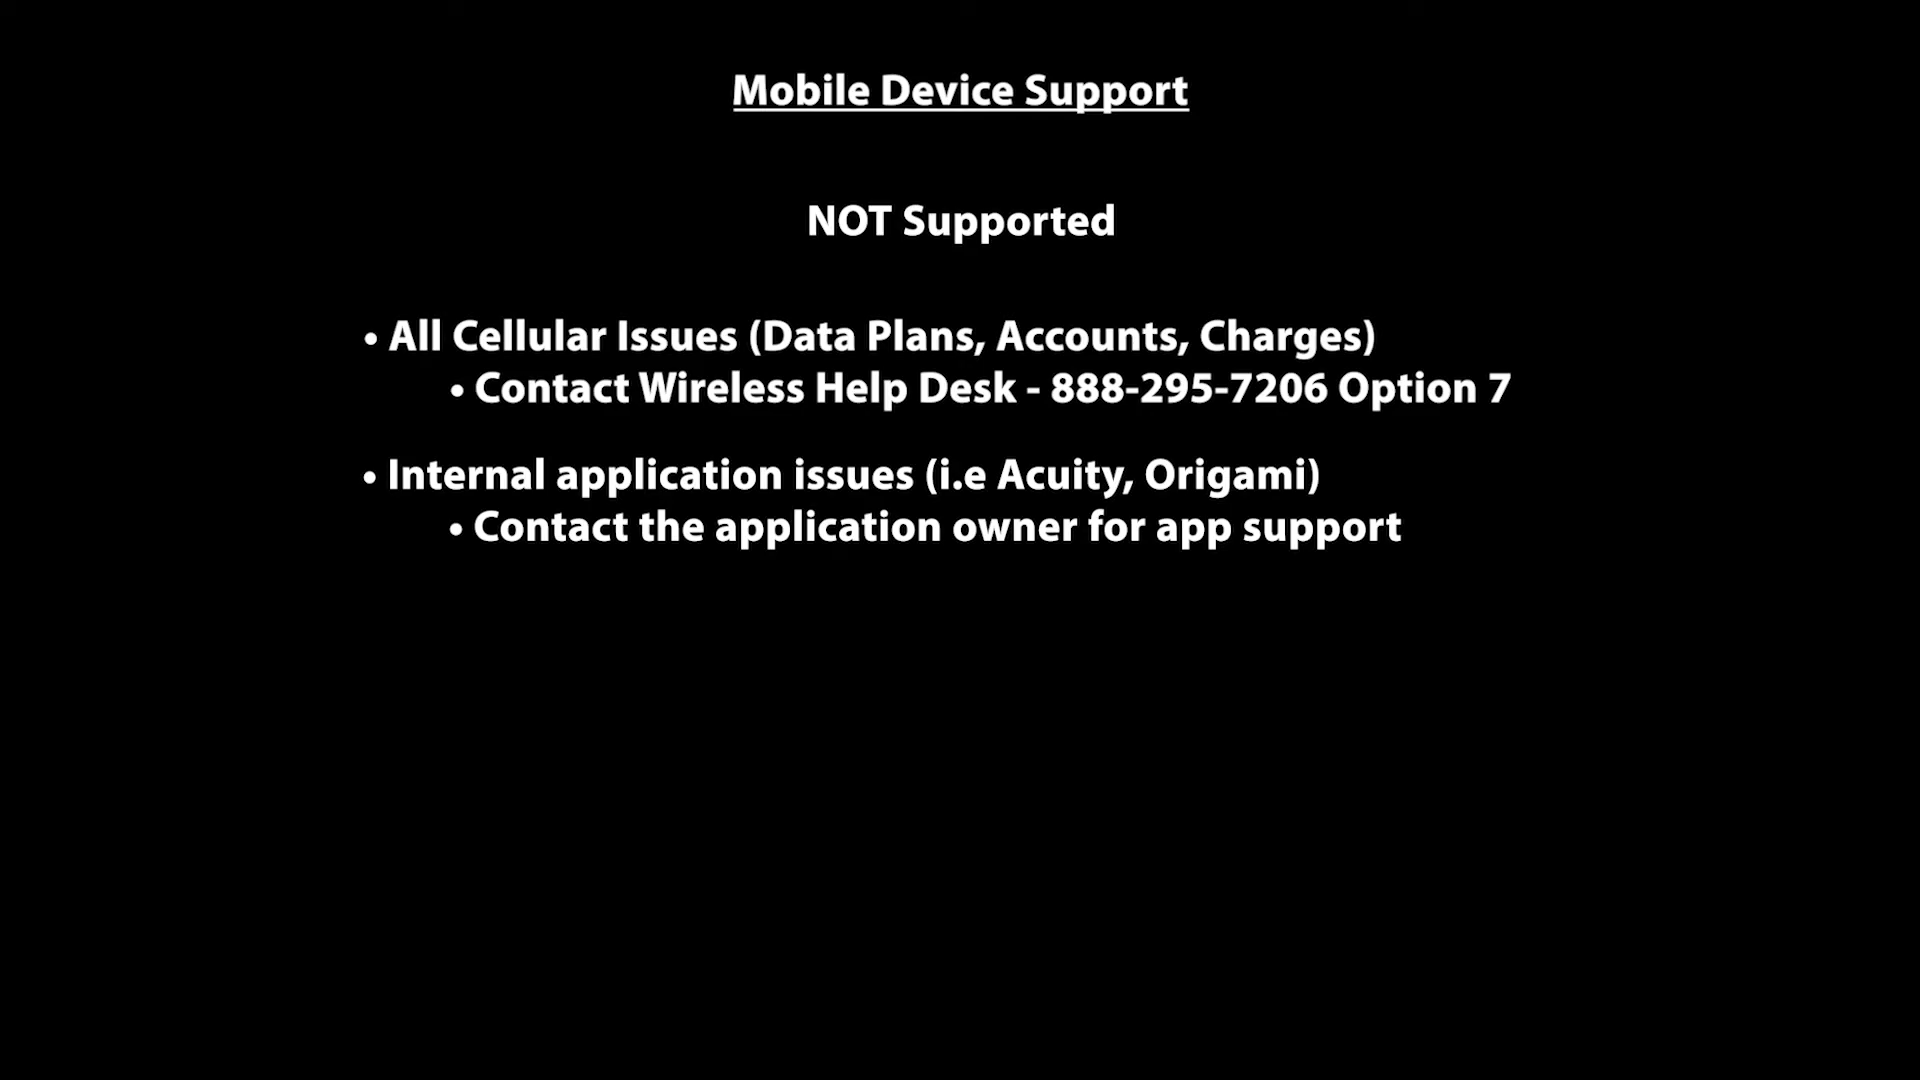 Mobile Device Support
NOT Supported
• All Cellular Issues (Data Plans, Accounts, Charges)
• Contact Wireless Help Desk - 888-295-7206 Option 7
• Internal application issues (i.e Acuity, Origami)
• Contact the application owner for app support